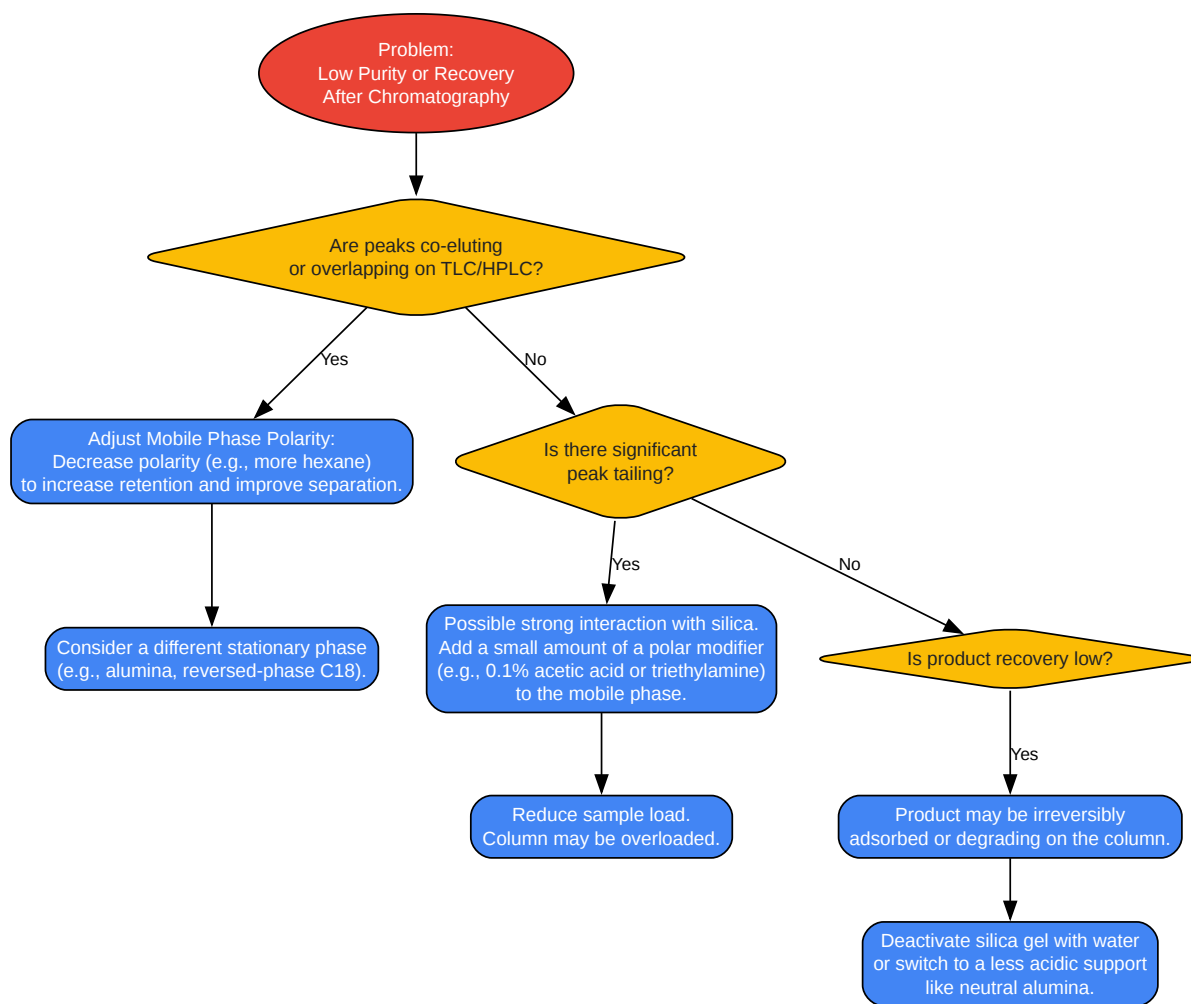 Problem:
Low Purity or Recovery
After Chromatography
Are peaks co-eluting
or overlapping on TLC/HPLC?
Yes
No
Adjust Mobile Phase Polarity:
Decrease polarity (e.g., more hexane)
to increase retention and improve separation.
Is there significant
peak tailing?
Yes
No
Consider a different stationary phase
(e.g., alumina, reversed-phase C18).
Possible strong interaction with silica.
Add a small amount of a polar modifier
(e.g., 0.1% acetic acid or triethylamine)
to the mobile phase.
Is product recovery low?
Yes
Reduce sample load.
Column may be overloaded.
Product may be irreversibly
adsorbed or degrading on the column.
Deactivate silica gel with water
or switch to a less acidic support
like neutral alumina.